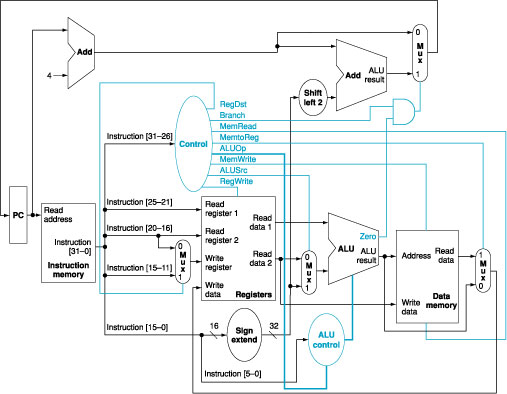 0
M
u
x
1
Add
4
Add
ALU
result
Shift
left 2
RegDst
Branch
MemRead
MemtoReg
ALUOp
MemWrite
ALUSrc
RegWrite
Control
Instruction [31–26]
Instruction [25–21]
Instruction [20–16]
Instruction [15–11]
Instruction [15–0]
Instruction [5–0]
PC
Read
address
Instruction
[31–0]
Instruction
memory
0
M
u
x
1
Read
register 1
Read
register 2
Write
register
Write
data
Read
data 1
Read
data 2
Registers
0
M
u
x
1
Zero
ALU
ALU
result
Address
Read
data
Write
data
Data
memory
1
M
u
x
0
16
Sign
extend
32
ALU
control